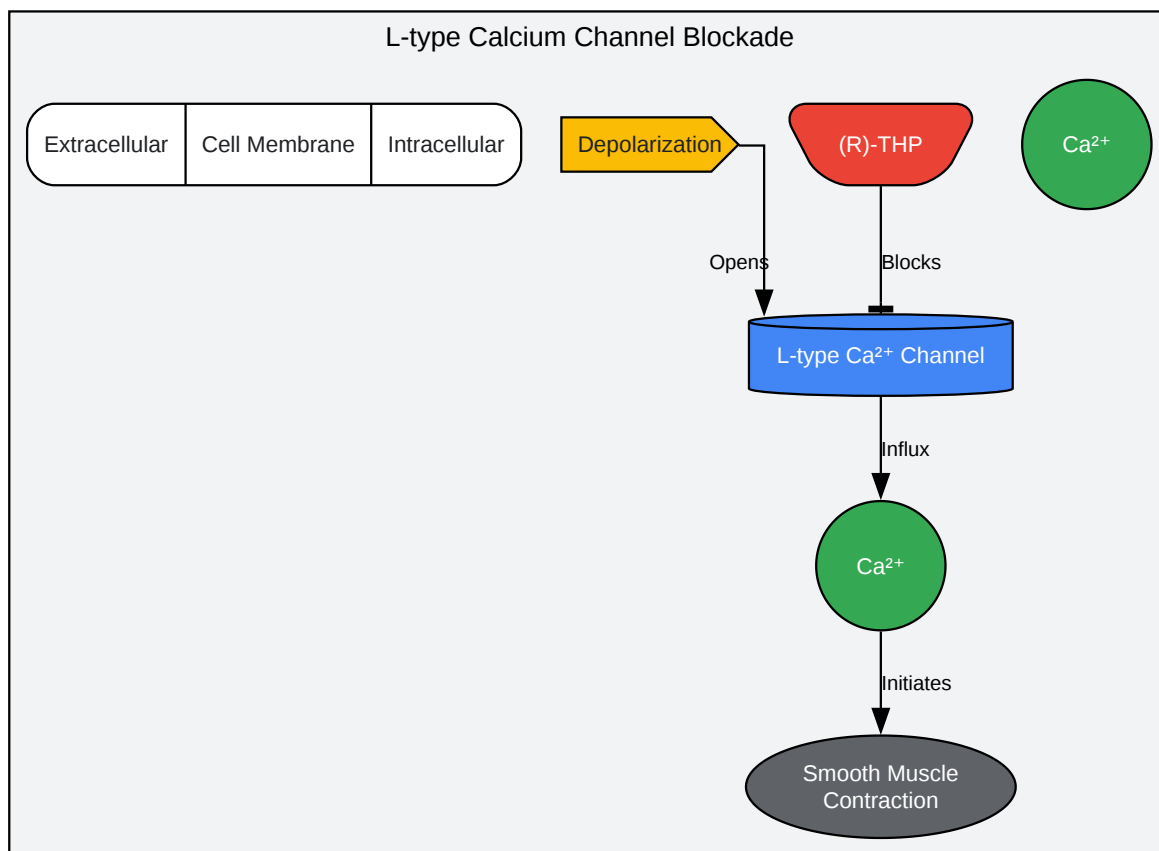 L-type Calcium Channel Blockade
Extracellular
Cell Membrane
Intracellular
Depolarization
(R)-THP
Ca²⁺
Opens
Blocks
L-type Ca²⁺ Channel
Influx
Ca²⁺
Initiates
Smooth Muscle
Contraction